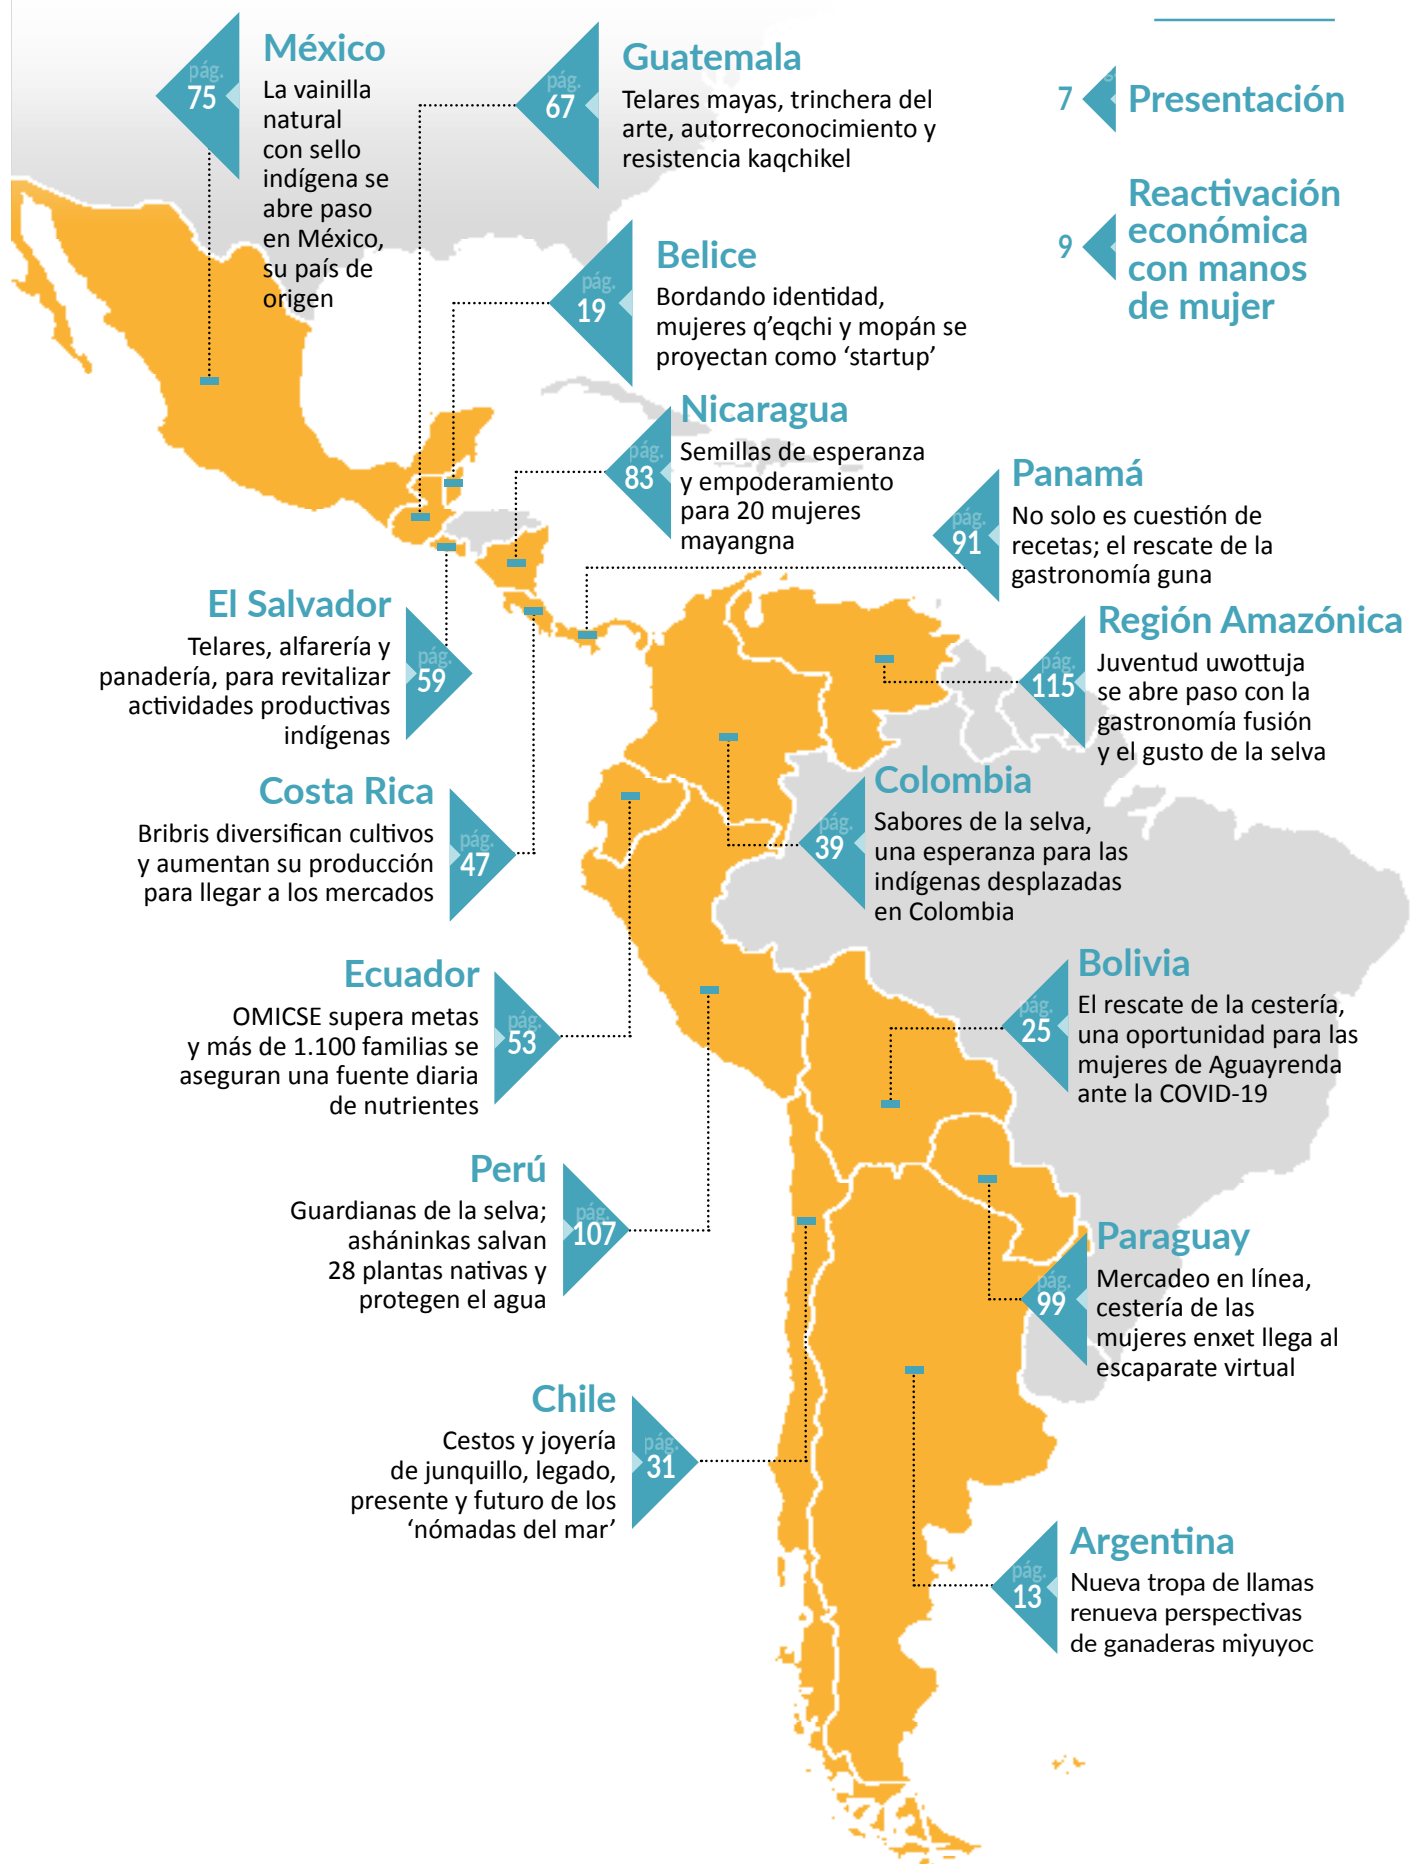 pág.
75
México
La vainilla
natural
con sello
indígena se
abre paso
en México,
su país de
origen
pág.
67
Guatemala
Telares mayas, trinchera del
arte, autorreconocimiento y
resistencia kaqchikel
7
Presentación
9
Reactivación
económica
con manos
de mujer
pág.
19
Belice
Bordando identidad,
mujeres q’eqchi y mopán se
proyectan como ‘startup’
pág.
83
Nicaragua
Semillas de esperanza
y empoderamiento
para 20 mujeres
mayangna
pág.
91
Panamá
No solo es cuestión de
recetas; el rescate de la
gastronomía guna
El Salvador
Telares, alfarería y
panadería, para revitalizar
actividades productivas
indígenas
pág.
59
pág.
115
Región Amazónica
Juventud uwottuja
se abre paso con la
gastronomía fusión
y el gusto de la selva
Costa Rica
Bribris diversifican cultivos
y aumentan su producción
para llegar a los mercados
pág.
47
pág.
39
Colombia
Sabores de la selva,
una esperanza para las
indígenas desplazadas
en Colombia
Ecuador
OMICSE supera metas
y más de 1.100 familias se
aseguran una fuente diaria
de nutrientes
pág.
53
pág.
25
Bolivia
El rescate de la cestería,
una oportunidad para las
mujeres de Aguayrenda
ante la COVID-19
Perú
Guardianas de la selva;
asháninkas salvan
28 plantas nativas y
protegen el agua
pág.
107
pág.
99
Paraguay
Mercadeo en línea,
cestería de las
mujeres enxet llega al
escaparate virtual
Chile
Cestos y joyería
de junquillo, legado,
presente y futuro de los
‘nómadas del mar’
pág.
31
pág.
13
Argentina
Nueva tropa de llamas
renueva perspectivas
de ganaderas miyuyoc